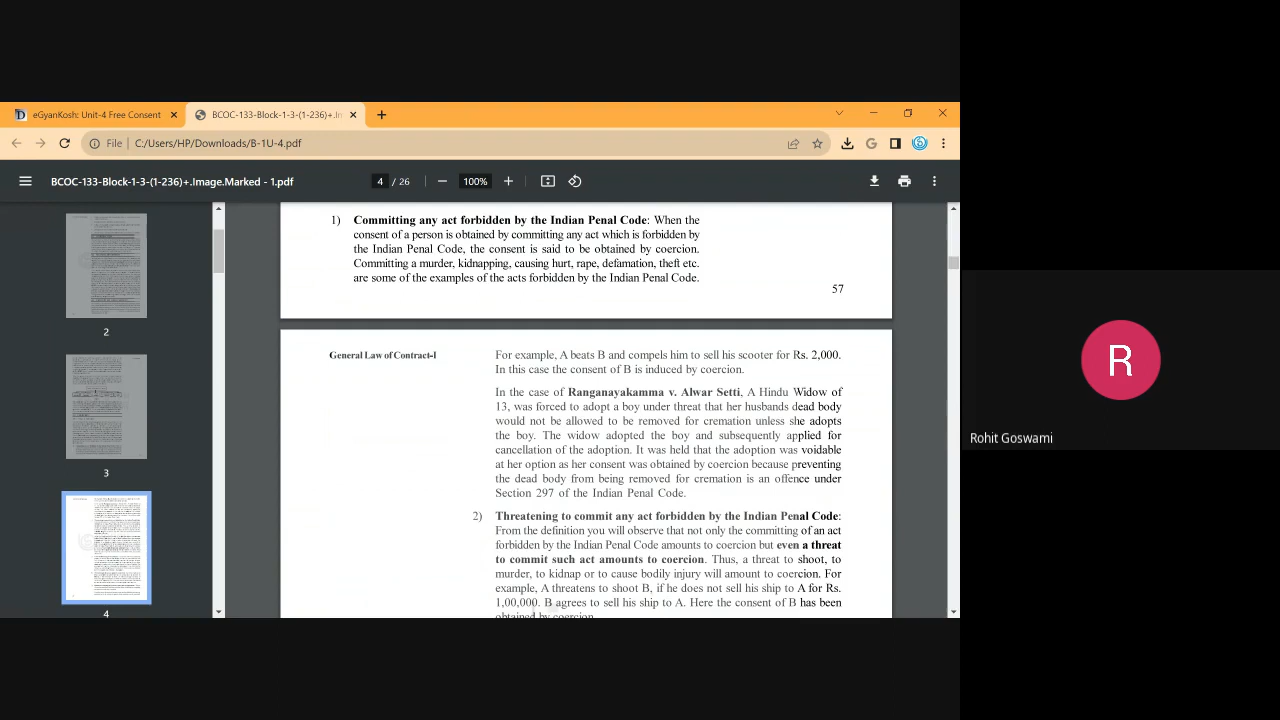 eGyanKosh: Unit-4 Free Consent
BCOC-133-Block-1-3-(1-236)+.In
File
C:/Users/HP/Downloads/B-1U-4.pdf
BCOC-133-Block-1-3-(1-236)+.Image.Marked - 1.pdf
4 / 26
100%
2
3
4
1) Committing any act forbidden by the Indian Penal Code: When the
consent of a person is obtained by committing any act which is forbidden by
the Indian Penal Code, the consent is said to be obtained by coercion.
Committing a murder, kidnapping, causing hurt, rape, defamation, theft etc.
are some of the examples of the acts forbidden by the Indian Penal Code.
57
General Law of Contract-I
For example, A beats B and compels him to sell his scooter for Rs. 2,000.
In this case the consent of B is induced by coercion.
In the case of Ranganayakamma v. Alwar Setti, A Hindu Widow of
13, was forced to adopt a boy under threat that her husbands dead body
would not be allowed to be removed for cremation unless she adopts
the boy. The widow adopted the boy and subsequently applied for
cancellation of the adoption. It was held that the adoption was voidable
at her option as her consent was obtained by coercion because preventing
the dead body from being removed for cremation is an offence under
Section 297 of the Indian Penal Code.
2) Threatening to commit any act forbidden by the Indian Penal Code:
From the definition you will observe that not only the committing of an act
forbidden by the Indian Penal Code amounts to coercion but even a threat
to commit such act amounts to coercion. Thus, a threat to shoot, to
murder, to kidnap or to cause bodily injury will amount to coercion. For
example, A threatens to shoot B, if he does not sell his ship to A for Rs.
1,00,000. B agrees to sell his ship to A. Here the consent of B has been
obtained by coercion.
R
Rohit Goswami